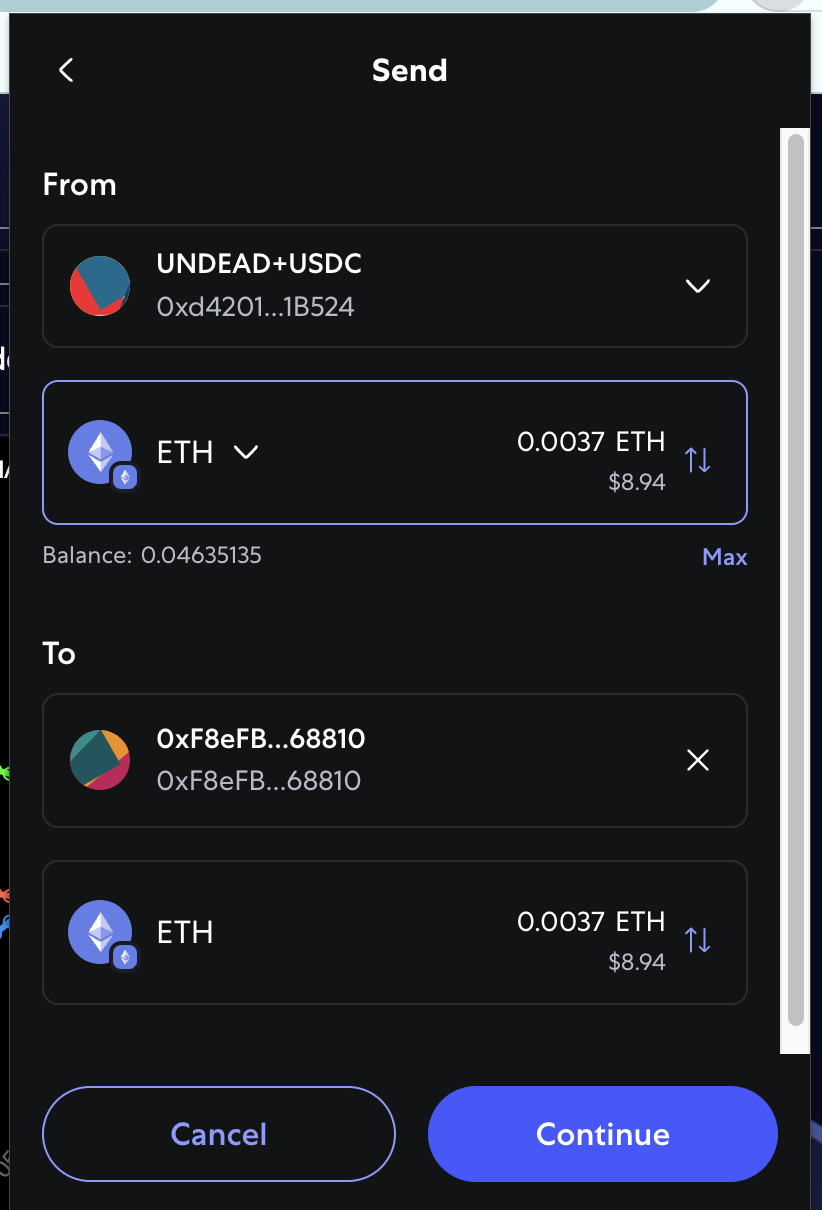 Send
From
UNDEAD+USDC
0xd4201...1B524
ETH
0.0037 ETH
$8.94
Balance: 0.04635135
Max
To
0xF8eFB...68810
0xF8eFB...68810
ETH
0.0037 ETH
$8.94
Cancel
Continue